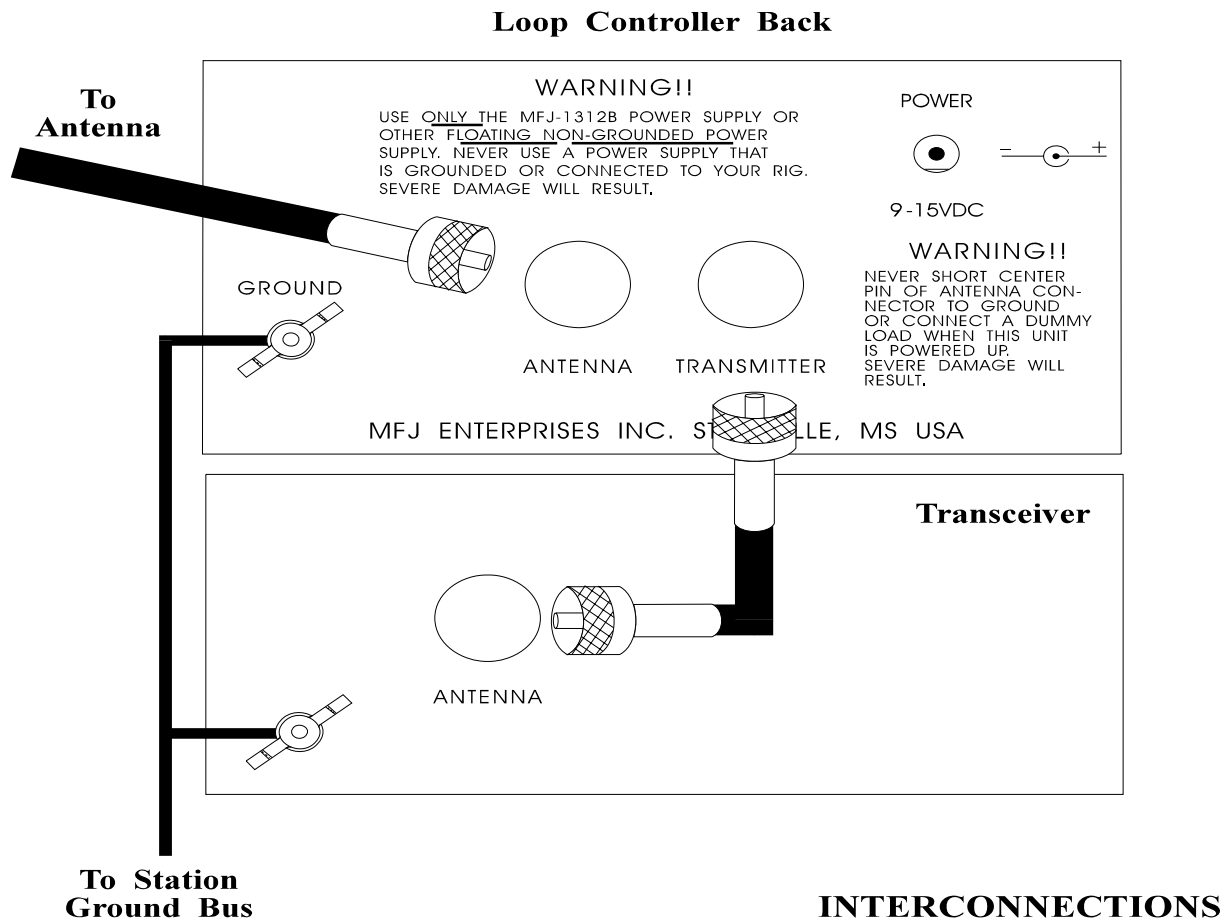 Loop Controller Back
To
Antenna
WARNING!!
USE ONLY THE MFJ-1312B POWER SUPPLY OR
OTHER FLOATING NON-GROUNDED POWER
SUPPLY. NEVER USE A POWER SUPPLY THAT
IS GROUNDED OR CONNECTED TO YOUR RIG.
SEVERE DAMAGE WILL RESULT.
POWER
− +
9-15VDC
WARNING!!
NEVER SHORT CENTER
PIN OF ANTENNA CON-
NECTOR TO GROUND
OR CONNECT A DUMMY
LOAD WHEN THIS UNIT
IS POWERED UP.
SEVERE DAMAGE WILL
RESULT.
GROUND
ANTENNA TRANSMITTER
MFJ ENTERPRISES INC. ST LLE, MS USA
Transceiver
ANTENNA
To Station
Ground Bus
INTERCONNECTIONS